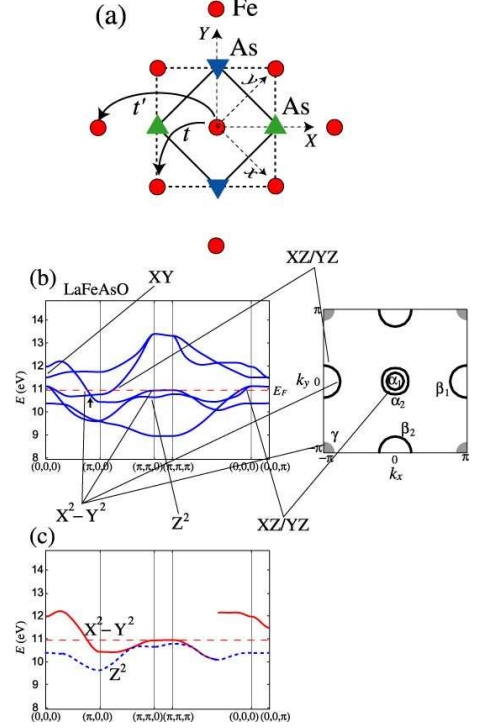 (a)
Fe
Y
As
As
t'
t
y
X
x
(b)
XY
XZ/YZ
LaFeAsO
14
13
12
11
10
9
8
E (eV)
E_F
(0,0,0)
(π,0,0)
(π,π,0)(π,π,π)
(0,0,0)
(0,0,π)
X²−Y²
Z²
XZ/YZ
π
k_y 0
−π
α₁
α₂
β₁
β₂
γ
−π
0
π
k_x
(c)
13
12
11
10
9
8
E (eV)
X²−Y²
Z²
(0,0,0)
(π,0,0)
(π,π,0)(π,π,π)
(0,0,0)
(0,0,π)